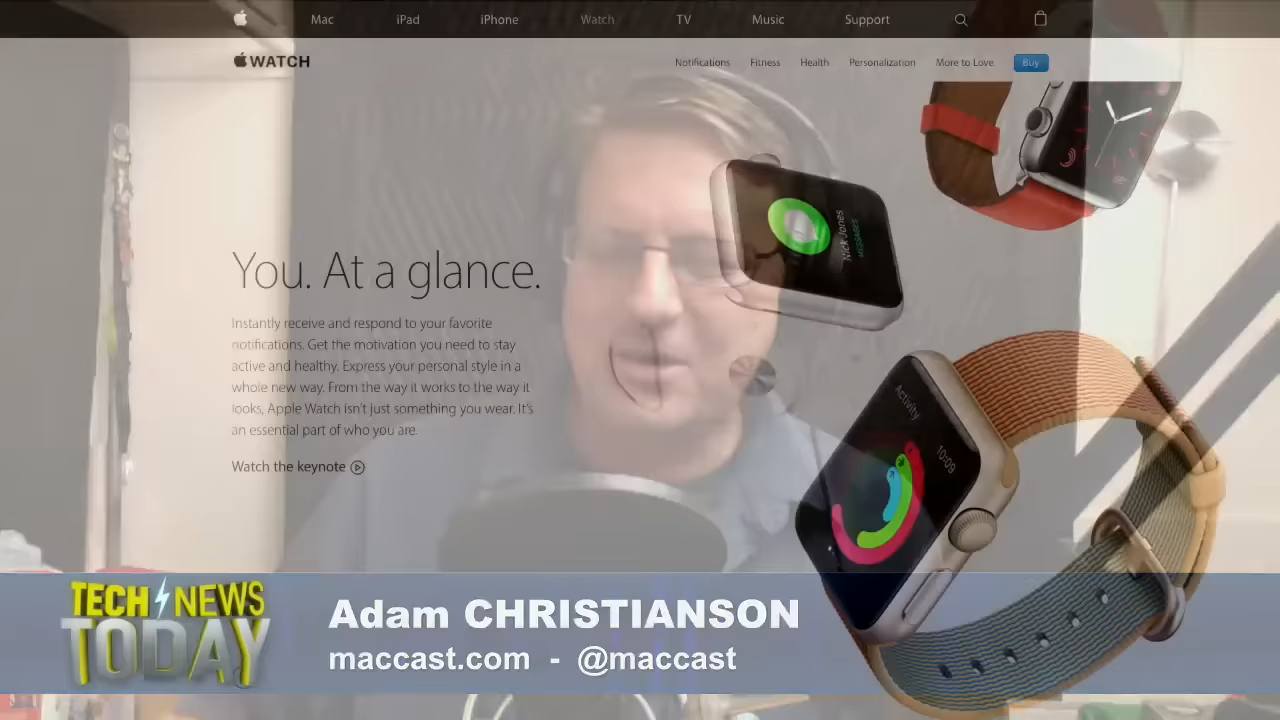 Mac iPad iPhone Watch TV Music Support
WATCH
Notifications Fitness Health Personalization More to Love Buy
Nick Jones
MESSAGES
You. At a glance.
Instantly receive and respond to your favorite
notifications. Get the motivation you need to stay
active and healthy. Express your personal style in a
whole new way. From the way it works to the way it
looks, Apple Watch isn't just something you wear. It's
an essential part of who you are.
Watch the keynote
Activity
10:09
TECH NEWS
TODAY
Adam CHRISTIANSON
maccast.com - @maccast